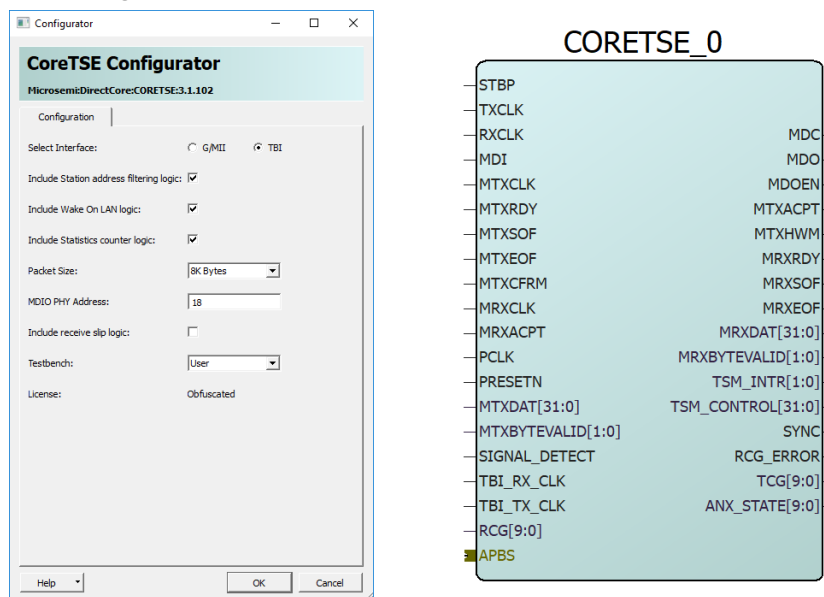 Configurator
CoreTSE Configurator
Microsemi:DirectCore:CORETSE:3.1.102
Configuration
Select Interface: G/MII TBI
Include Station address filtering logic:
Include Wake On LAN logic:
Include Statistics counter logic:
Packet Size: 8K Bytes
MDIO PHY Address: 18
Include receive slip logic:
Testbench: User
License: Obfuscated
Help OK Cancel
CORETSE_0
STBP
TXCLK
RXCLK MDC
MDI MDO
MTXCLK MDOEN
MTXRDY MTXACPT
MTXSOF MTXHWM
MTXEOF MRXRDY
MTXCFRM MRXSOF
MRXCLK MRXEOF
MRXACPT MRXDAT[31:0]
PCLK MRXBYTEVALID[1:0]
PRESETN TSM_INTR[1:0]
MTXDAT[31:0] TSM_CONTROL[31:0]
MTXBYTEVALID[1:0] SYNC
SIGNAL_DETECT RCG_ERROR
TBI_RX_CLK TCG[9:0]
TBI_TX_CLK ANX_STATE[9:0]
RCG[9:0]
APBS